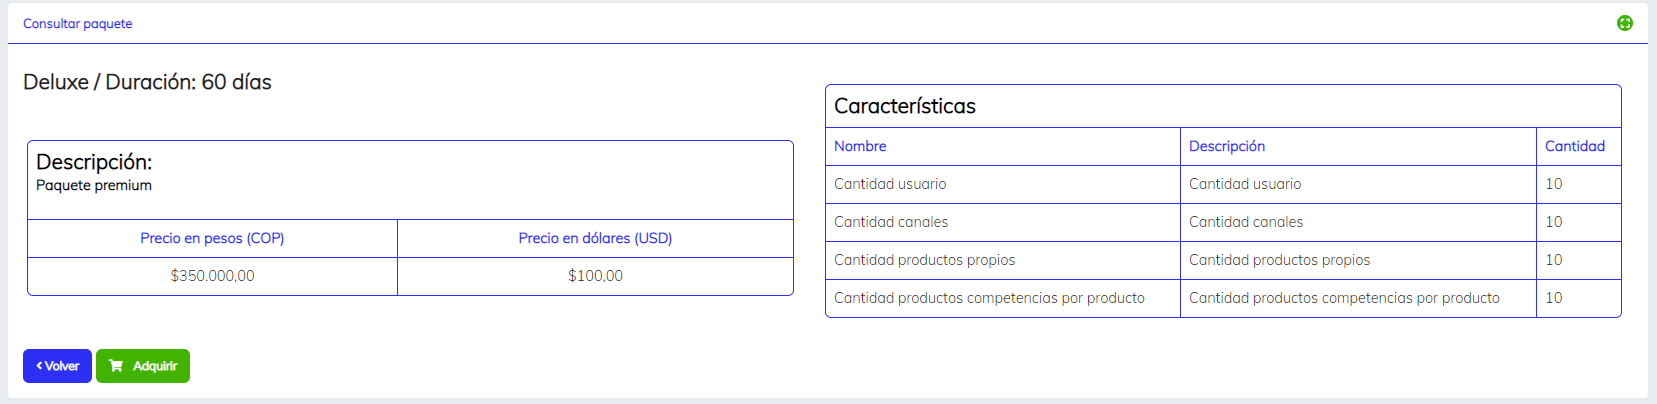 Consultar paquete
Deluxe / Duración: 60 días
Descripción:
Paquete premium
Precio en pesos (COP) Precio en dólares (USD)
$350.000,00 $100,00
Características
Nombre Descripción Cantidad
Cantidad usuario Cantidad usuario 10
Cantidad canales Cantidad canales 10
Cantidad productos propios Cantidad productos propios 10
Cantidad productos competencias por producto Cantidad productos competencias por producto 10
Volver Adquirir